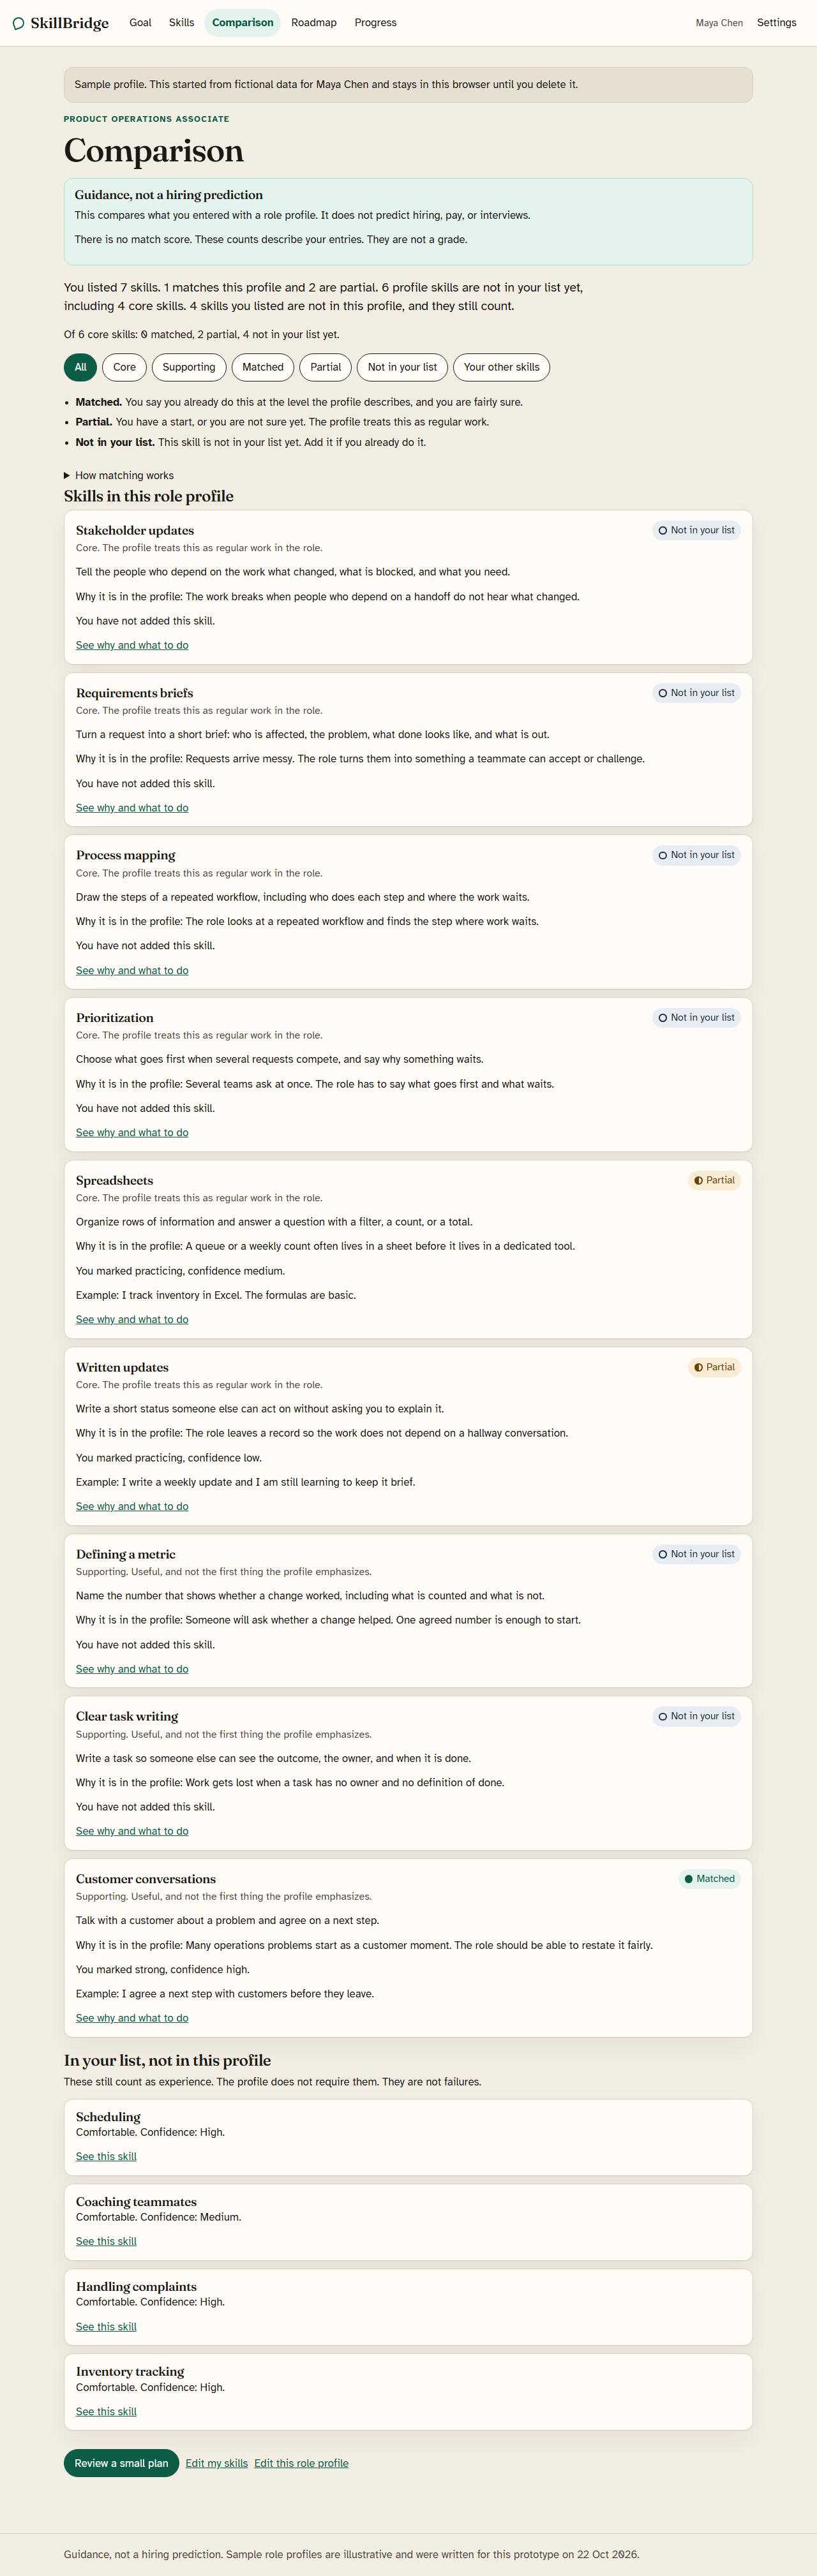 SkillBridge
Goal
Skills
Comparison
Roadmap
Progress
Maya Chen
Settings
Sample profile. This started from fictional data for Maya Chen and stays in this browser until you delete it.
PRODUCT OPERATIONS ASSOCIATE
Comparison
Guidance, not a hiring prediction
This compares what you entered with a role profile. It does not predict hiring, pay, or interviews.
There is no match score. These counts describe your entries. They are not a grade.
You listed 7 skills. 1 matches this profile and 2 are partial. 6 profile skills are not in your list yet,
including 4 core skills. 4 skills you listed are not in this profile, and they still count.
Of 6 core skills: 0 matched, 2 partial, 4 not in your list yet.
All
Core
Supporting
Matched
Partial
Not in your list
Your other skills
• Matched. You say you already do this at the level the profile describes, and you are fairly sure.
• Partial. You have a start, or you are not sure yet. The profile treats this as regular work.
• Not in your list. This skill is not in your list yet. Add it if you already do it.
How matching works
Skills in this role profile
Stakeholder updates
Not in your list
Core. The profile treats this as regular work in the role.
Tell the people who depend on the work what changed, what is blocked, and what you need.
Why it is in the profile: The work breaks when people who depend on a handoff do not hear what changed.
You have not added this skill.
See why and what to do
Requirements briefs
Not in your list
Core. The profile treats this as regular work in the role.
Turn a request into a short brief: who is affected, the problem, what done looks like, and what is out.
Why it is in the profile: Requests arrive messy. The role turns them into something a teammate can accept or challenge.
You have not added this skill.
See why and what to do
Process mapping
Not in your list
Core. The profile treats this as regular work in the role.
Draw the steps of a repeated workflow, including who does each step and where the work waits.
Why it is in the profile: The role looks at a repeated workflow and finds the step where work waits.
You have not added this skill.
See why and what to do
Prioritization
Not in your list
Core. The profile treats this as regular work in the role.
Choose what goes first when several requests compete, and say why something waits.
Why it is in the profile: Several teams ask at once. The role has to say what goes first and what waits.
You have not added this skill.
See why and what to do
Spreadsheets
Partial
Core. The profile treats this as regular work in the role.
Organize rows of information and answer a question with a filter, a count, or a total.
Why it is in the profile: A queue or a weekly count often lives in a sheet before it lives in a dedicated tool.
You marked practicing, confidence medium.
Example: I track inventory in Excel. The formulas are basic.
See why and what to do
Written updates
Partial
Core. The profile treats this as regular work in the role.
Write a short status someone else can act on without asking you to explain it.
Why it is in the profile: The role leaves a record so the work does not depend on a hallway conversation.
You marked practicing, confidence low.
Example: I write a weekly update and I am still learning to keep it brief.
See why and what to do
Defining a metric
Not in your list
Supporting. Useful, and not the first thing the profile emphasizes.
Name the number that shows whether a change worked, including what is counted and what is not.
Why it is in the profile: Someone will ask whether a change helped. One agreed number is enough to start.
You have not added this skill.
See why and what to do
Clear task writing
Not in your list
Supporting. Useful, and not the first thing the profile emphasizes.
Write a task so someone else can see the outcome, the owner, and when it is done.
Why it is in the profile: Work gets lost when a task has no owner and no definition of done.
You have not added this skill.
See why and what to do
Customer conversations
Matched
Supporting. Useful, and not the first thing the profile emphasizes.
Talk with a customer about a problem and agree on a next step.
Why it is in the profile: Many operations problems start as a customer moment. The role should be able to restate it fairly.
You marked strong, confidence high.
Example: I agree a next step with customers before they leave.
See why and what to do
In your list, not in this profile
These still count as experience. The profile does not require them. They are not failures.
Scheduling
Comfortable. Confidence: High.
See this skill
Coaching teammates
Comfortable. Confidence: Medium.
See this skill
Handling complaints
Comfortable. Confidence: High.
See this skill
Inventory tracking
Comfortable. Confidence: High.
See this skill
Review a small plan
Edit my skills
Edit this role profile
Guidance, not a hiring prediction. Sample role profiles are illustrative and were written for this prototype on 22 Oct 2026.